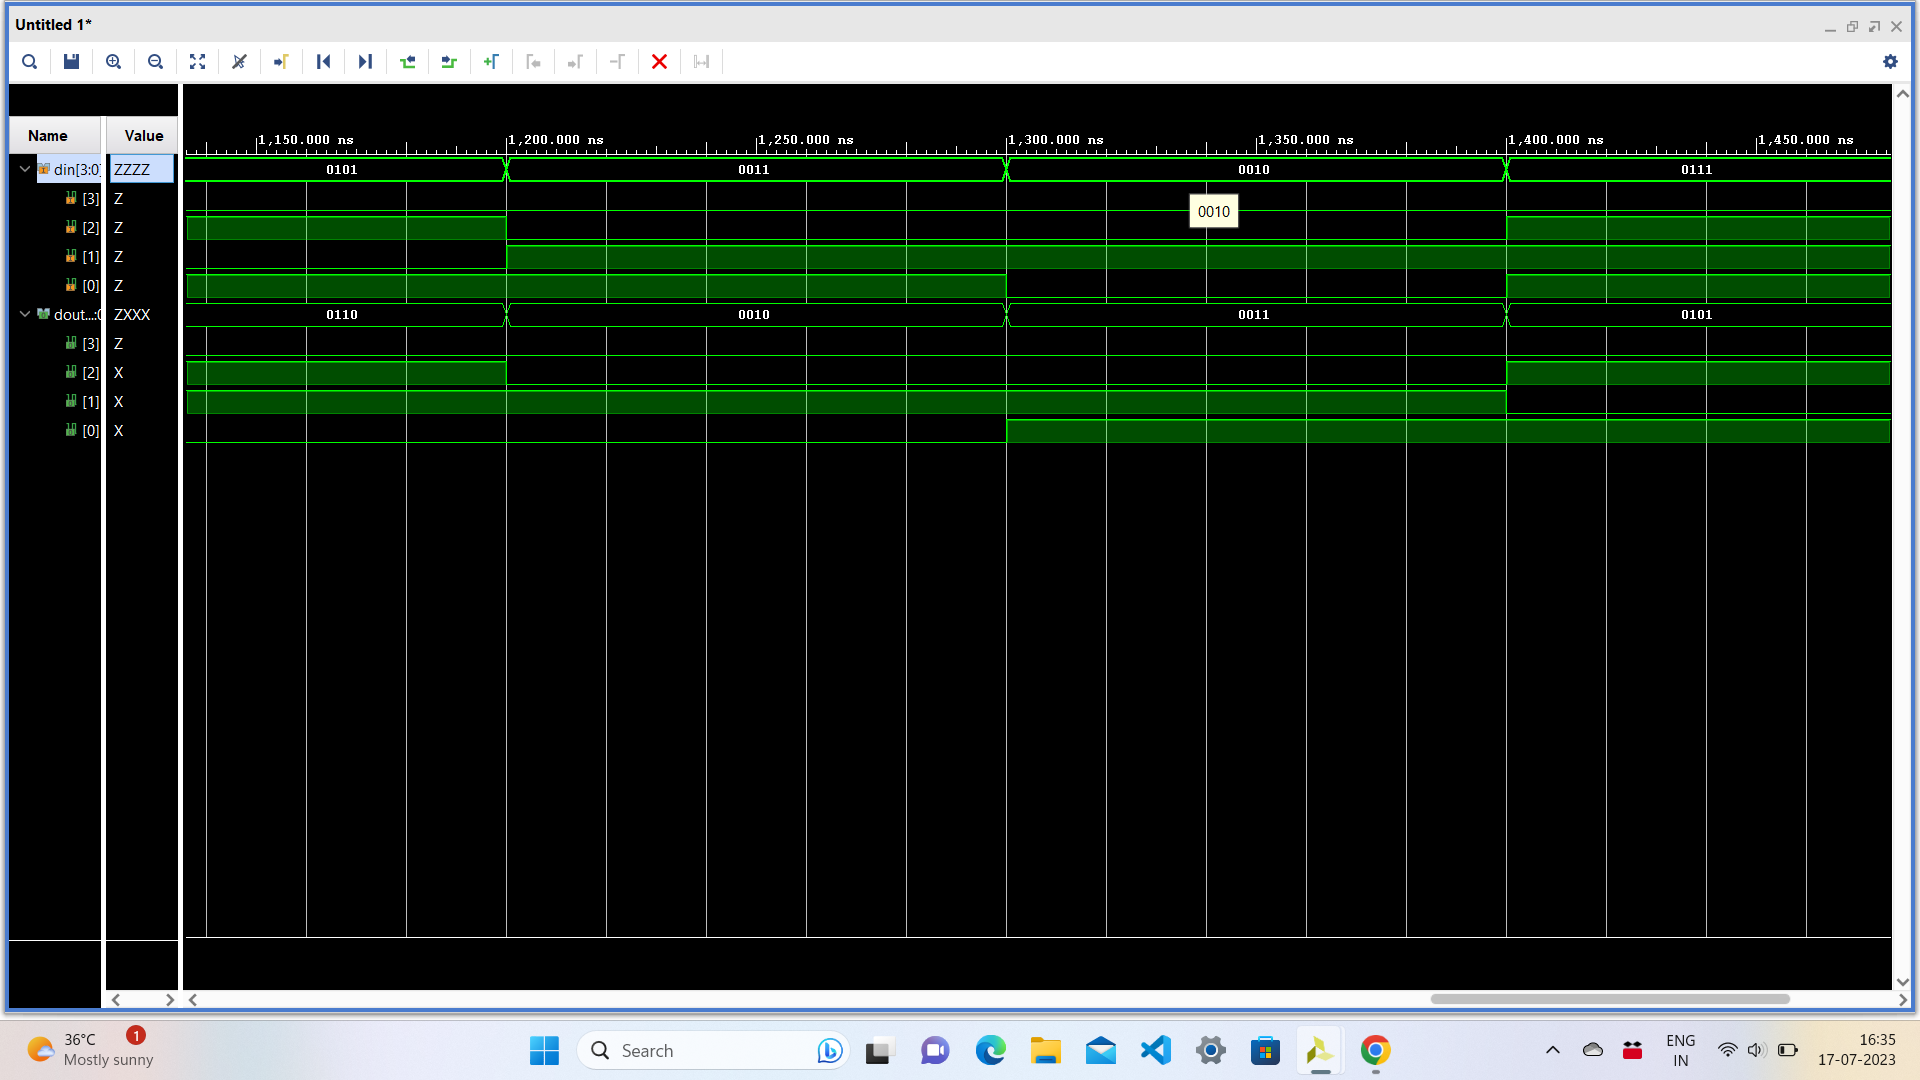 Untitled 1*
Name Value
1,150.000 ns 1,200.000 ns 1,250.000 ns 1,300.000 ns 1,350.000 ns 1,400.000 ns 1,450.000 ns
din[3:0] ZZZZ 0101 0011 0010 0111
[3] Z
0010
[2] Z
[1] Z
[0] Z
dout...:0 ZXXX 0110 0010 0011 0101
[3] Z
[2] X
[1] X
[0] X
36°C
Mostly sunny
1
Search
ENG
IN
16:35
17-07-2023